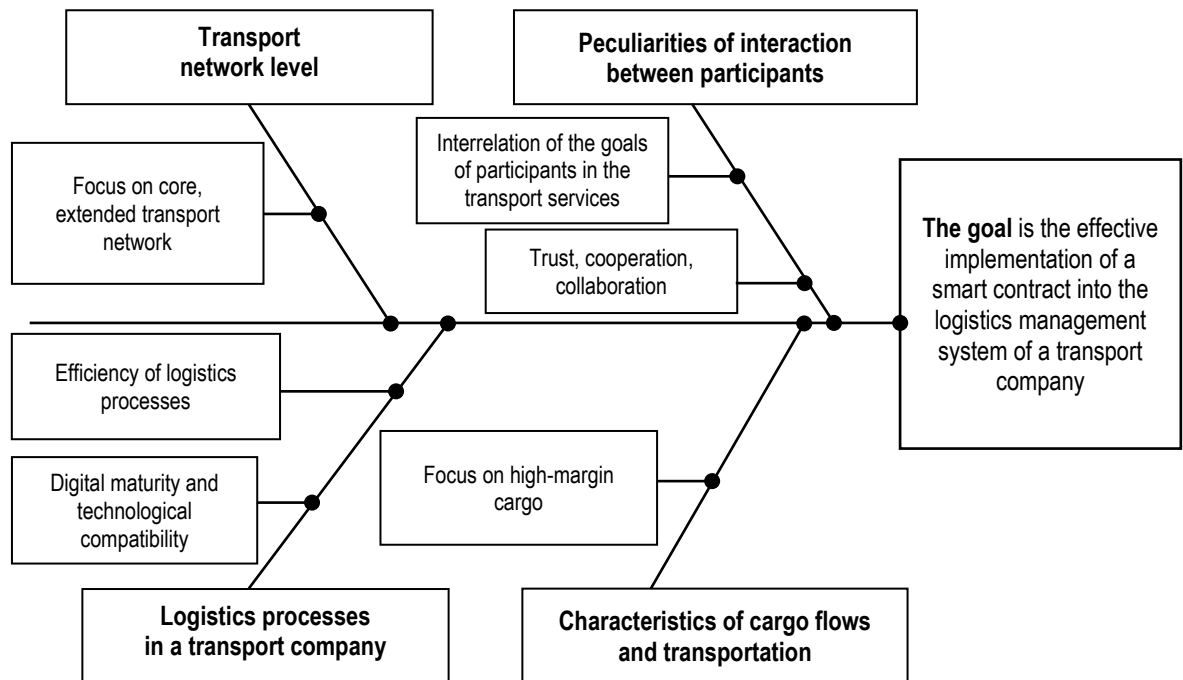 Transport
network level
Peculiarities of interaction
between participants
Interrelation of the goals
of participants in the
transport services
Focus on core,
extended transport
network
Trust, cooperation,
collaboration
The goal is the effective
implementation of a
smart contract into the
logistics management
system of a transport
company
Efficiency of logistics
processes
Digital maturity and
technological
compatibility
Focus on high-margin
cargo
Logistics processes
in a transport company
Characteristics of cargo flows
and transportation